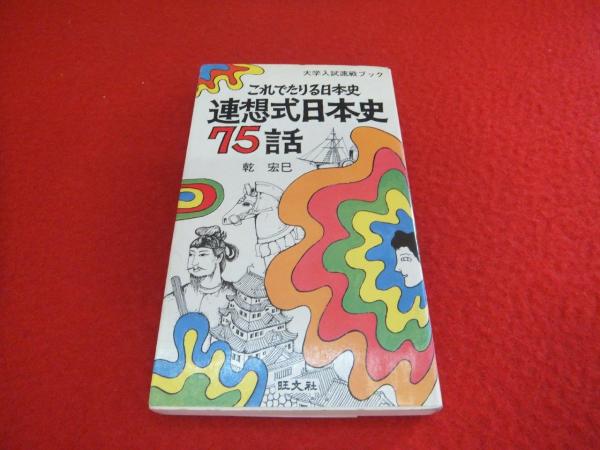 大学入試速戦ブック
これでたりる日本史
連想式日本史
75話
乾 宏巳
旺文社